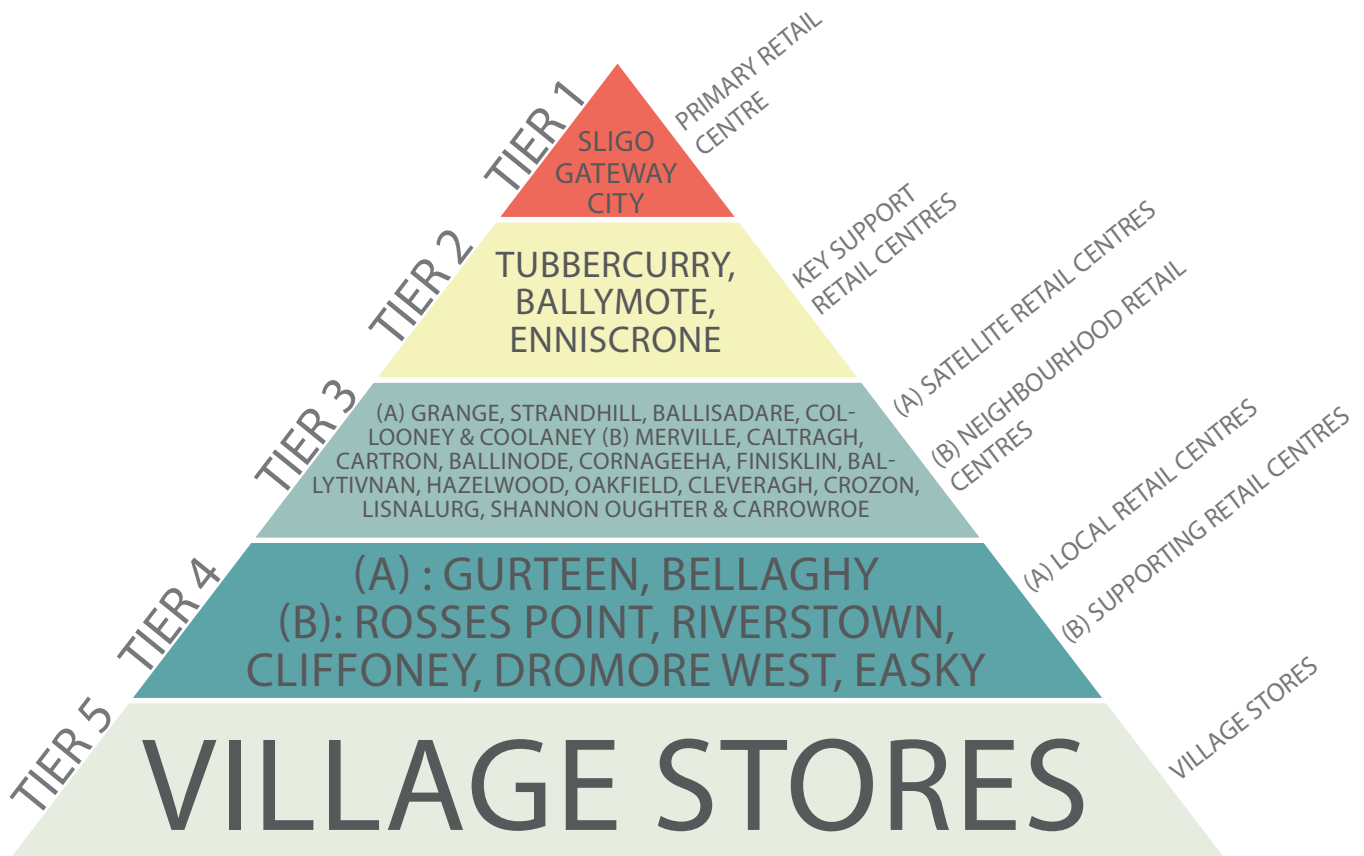 TIER 1
SLIGO
GATEWAY
CITY
PRIMARY RETAIL
CENTRE
TIER 2
TUBBERCURRY,
BALLYMOTE,
ENNISCRONE
KEY SUPPORT
RETAIL CENTRES
TIER 3
(A) GRANGE, STRANDHILL, BALLISADARE, COL-
LOONEY & COOLANEY (B) MERVILLE, CALTRAGH,
CARTRON, BALLINODE, CORNAGEEHA, FINISKLIN, BAL-
LYTIVNAN, HAZELWOOD, OAKFIELD, CLEVERAGH, CROZON,
LISNALURG, SHANNON OUGHTER & CARROWROE
(A) SATELLITE RETAIL CENTRES
(B) NEIGHBOURHOOD RETAIL
CENTRES
TIER 4
(A) : GURTEEN, BELLAGHY
(B): ROSSES POINT, RIVERSTOWN,
CLIFFONEY, DROMORE WEST, EASKY
(A) LOCAL RETAIL CENTRES
(B) SUPPORTING RETAIL CENTRES
TIER 5
VILLAGE STORES
VILLAGE STORES